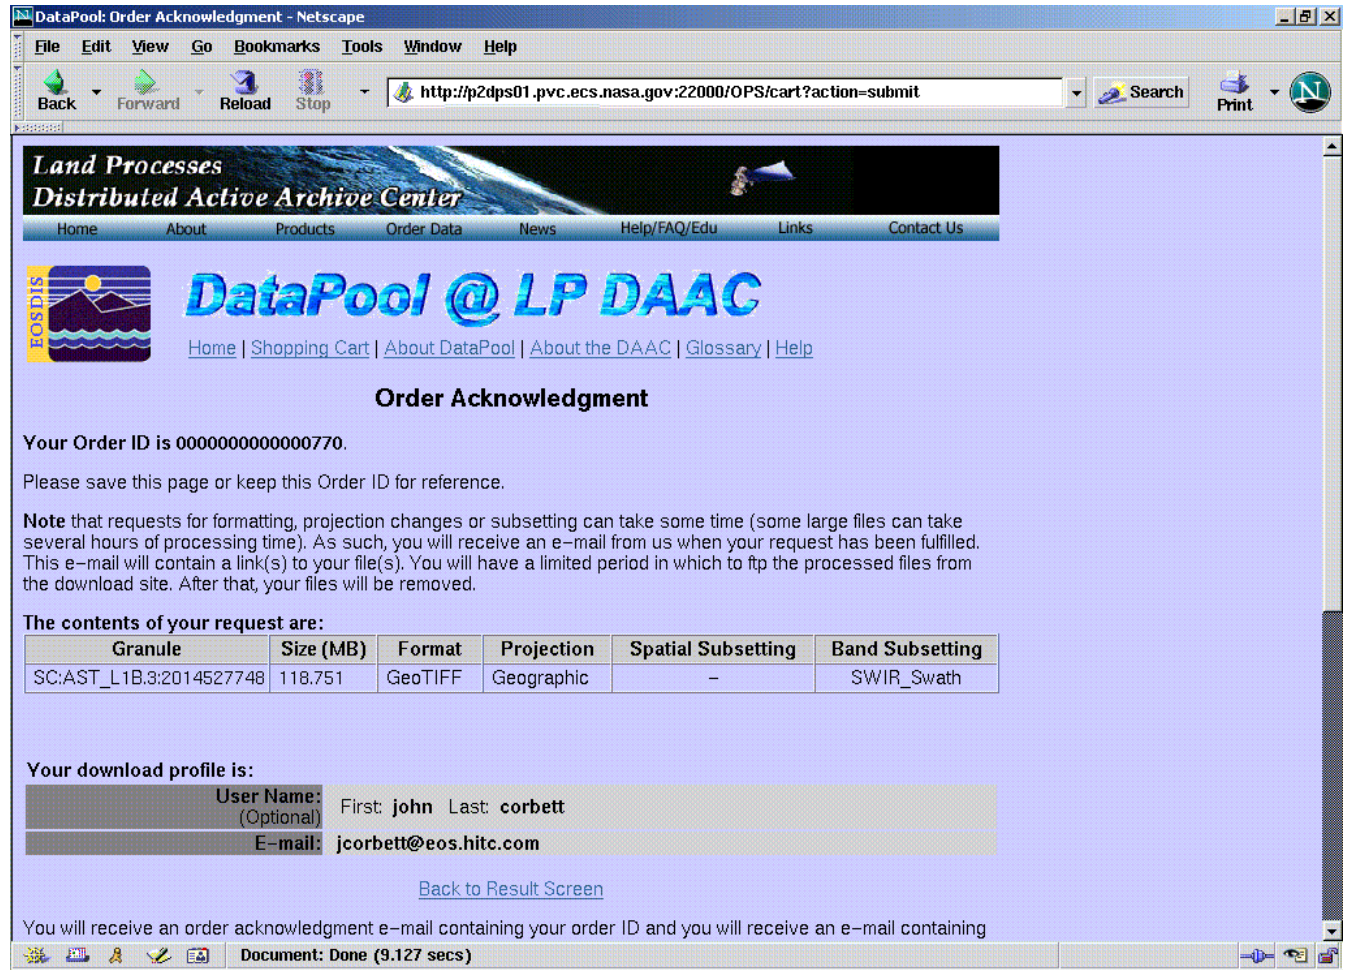 DataPool: Order Acknowledgment - Netscape
File Edit View Go Bookmarks Tools Window Help
Back Forward Reload Stop http://p2dps01.pvc.ecs.nasa.gov:22000/OPS/cart?action=submit Search Print N
Land Processes
Distributed Active Archive Center
Home About Products Order Data News Help/FAQ/Edu Links Contact Us
EOSDIS
DataPool @ LP DAAC
Home | Shopping Cart | About DataPool | About the DAAC | Glossary | Help
Order Acknowledgment
Your Order ID is 0000000000000770.
Please save this page or keep this Order ID for reference.
Note that requests for formatting, projection changes or subsetting can take some time (some large files can take
several hours of processing time). As such, you will receive an e-mail from us when your request has been fulfilled.
This e-mail will contain a link(s) to your file(s). You will have a limited period in which to ftp the processed files from
the download site. After that, your files will be removed.
The contents of your request are:
Granule Size (MB) Format Projection Spatial Subsetting Band Subsetting
SC:AST_L1B.3:2014527748 118.751 GeoTIFF Geographic – SWIR_Swath
Your download profile is:
User Name: First: john Last: corbett
(Optional)
E-mail: jcorbett@eos.hitc.com
Back to Result Screen
You will receive an order acknowledgment e-mail containing your order ID and you will receive an e-mail containing
Document: Done (9.127 secs)